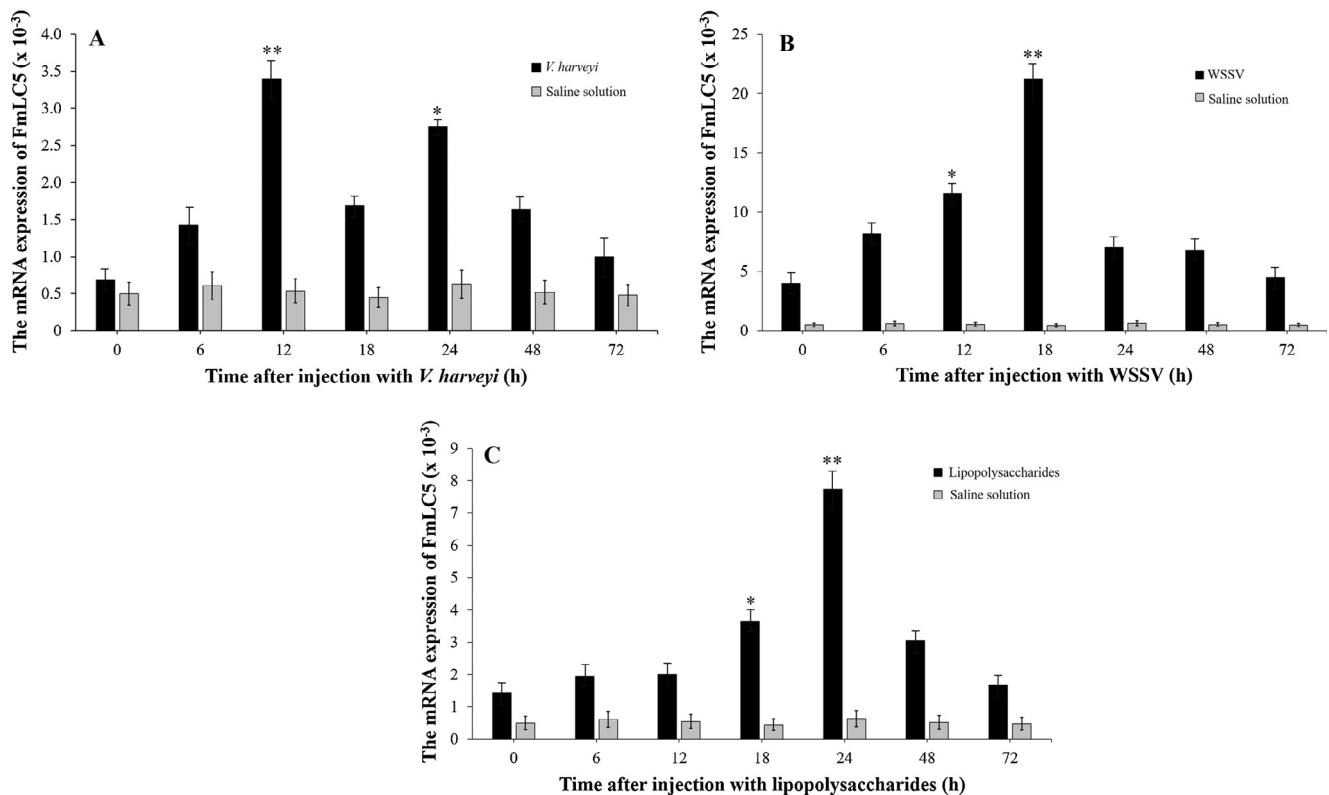 The mRNA expression of FmLC5 (x 10⁻³)
A
4.0
3.5
3.0
2.5
2.0
1.5
1.0
0.5
0
**
*
V. harveyi
Saline solution
0 6 12 18 24 48 72
Time after injection with V. harveyi (h)
The mRNA expression of FmLC5 (x 10⁻³)
B
25
20
15
10
5
0
*
**
WSSV
Saline solution
0 6 12 18 24 48 72
Time after injection with WSSV (h)
The mRNA expression of FmLC5 (x 10⁻³)
C
9
8
7
6
5
4
3
2
1
0
*
**
Lipopolysaccharides
Saline solution
0 6 12 18 24 48 72
Time after injection with lipopolysaccharides (h)